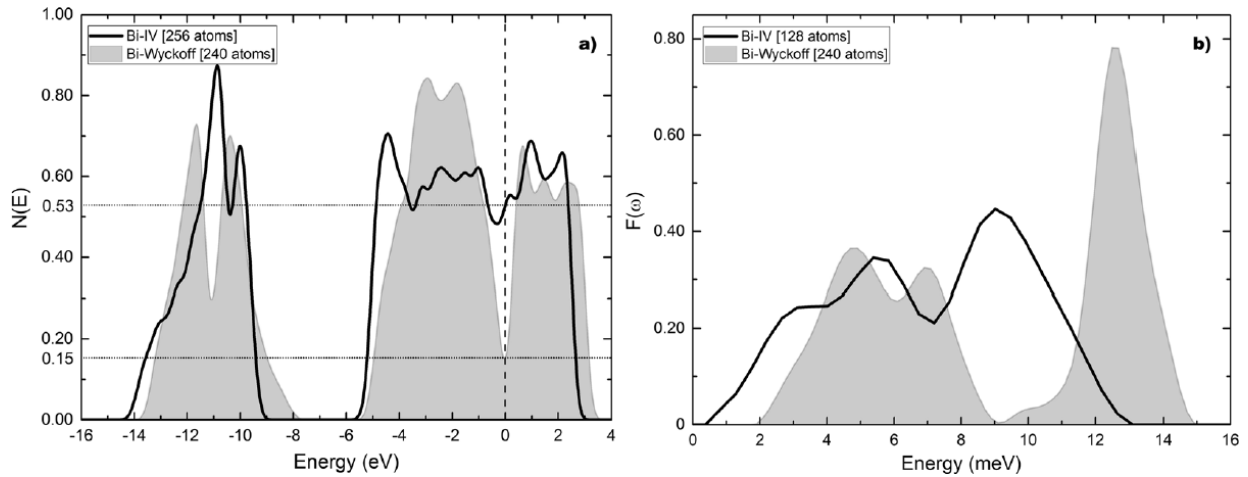 1.00
0.80
0.60
0.53
0.40
0.20
0.15
0.00
N(E)
Bi-IV [256 atoms]
Bi-Wyckoff [240 atoms]
a)
-16 -14 -12 -10 -8 -6 -4 -2 0 2 4
Energy (eV)
0.80
0.60
0.40
0.20
0
F(ω)
Bi-IV [128 atoms]
Bi-Wyckoff [240 atoms]
b)
0 2 4 6 8 10 12 14 16
Energy (meV)